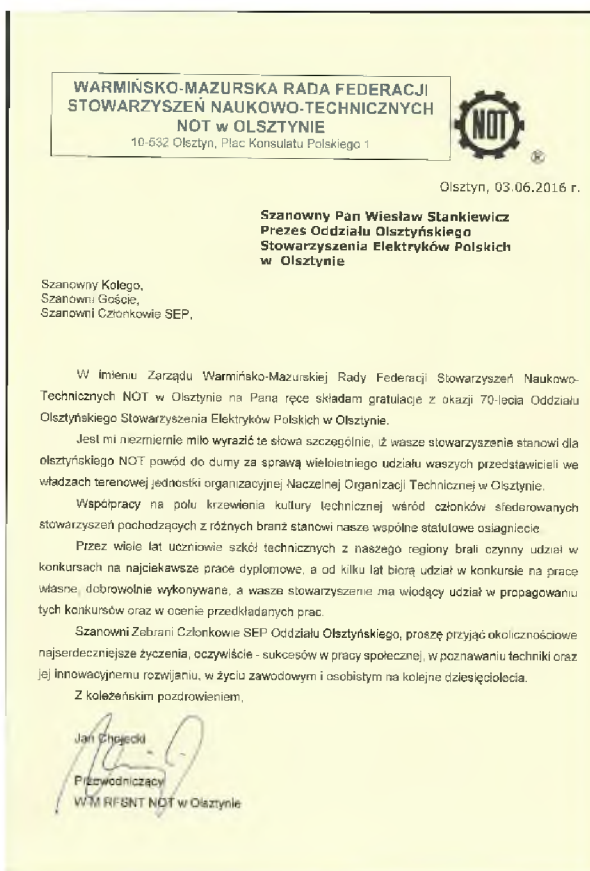 WARMIŃSKO-MAZURSKA RADA FEDERACJI
STOWARZYSZEŃ NAUKOWO-TECHNICZNYCH
NOT w OLSZTYNIE
10-532 Olsztyn, Plac Konsulatu Polskiego 1
NOT
®
Olsztyn, 03.06.2016 r.
Szanowny Pan Wiesław Stankiewicz
Prezes Oddziału Olsztyńskiego
Stowarzyszenia Elektryków Polskich
w Olsztynie
Szanowny Kolego,
Szanowni Goście,
Szanowni Członkowie SEP,
W imieniu Zarządu Warmińsko-Mazurskiej Rady Federacji Stowarzyszeń Naukowo-
Technicznych NOT w Olsztynie na Pana ręce składam gratulacje z okazji 70-lecia Oddziału
Olsztyńskiego Stowarzyszenia Elektryków Polskich w Olsztynie.
Jest mi niezmiernie miło wyrazić te słowa szczególnie, iż wasze stowarzyszenie stanowi dla
olsztyńskiego NOT powód do dumy za sprawą wieloletniego udziału waszych przedstawicieli we
władzach terenowej jednostki organizacyjnej Naczelnej Organizacji Technicznej w Olsztynie.
Współpracy na polu krzewienia kultury technicznej wśród członków sfederowanych
stowarzyszeń pochodzących z różnych branż stanowi nasze wspólne statutowe osiągniecie.
Przez wiele lat uczniowie szkół technicznych z naszego regiony brali czynny udział w
konkursach na najciekawsze prace dyplomowe, a od kilku lat biorą udział w konkursie na pracę
własne, dobrowolnie wykonywane, a wasze stowarzyszenie ma wiodący udział w propagowaniu
tych konkursów oraz w ocenie przedkładanych prac.
Szanowni Zebrani Członkowie SEP Oddziału Olsztyńskiego, proszę przyjąć okolicznościowe
najserdeczniejsze życzenia, oczywiście - sukcesów w pracy społecznej, w poznawaniu techniki oraz
jej innowacyjnemu rozwijaniu, w życiu zawodowym i osobistym na kolejne dziesięciolecia.
Z koleżeńskim pozdrowieniem,
Jan Chojecki
Przewodniczący
W-M RFSNT NOT w Olsztynie